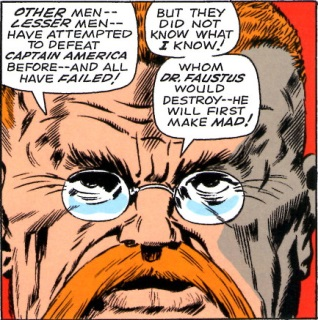 OTHER MEN--
LESSER MEN--
HAVE ATTEMPTED
TO DEFEAT
CAPTAIN AMERICA
BEFORE--AND ALL
HAVE FAILED!
BUT THEY
DID NOT
KNOW WHAT
I KNOW!
WHOM
DR. FAUSTUS
WOULD
DESTROY--HE
WILL FIRST
MAKE MAD!